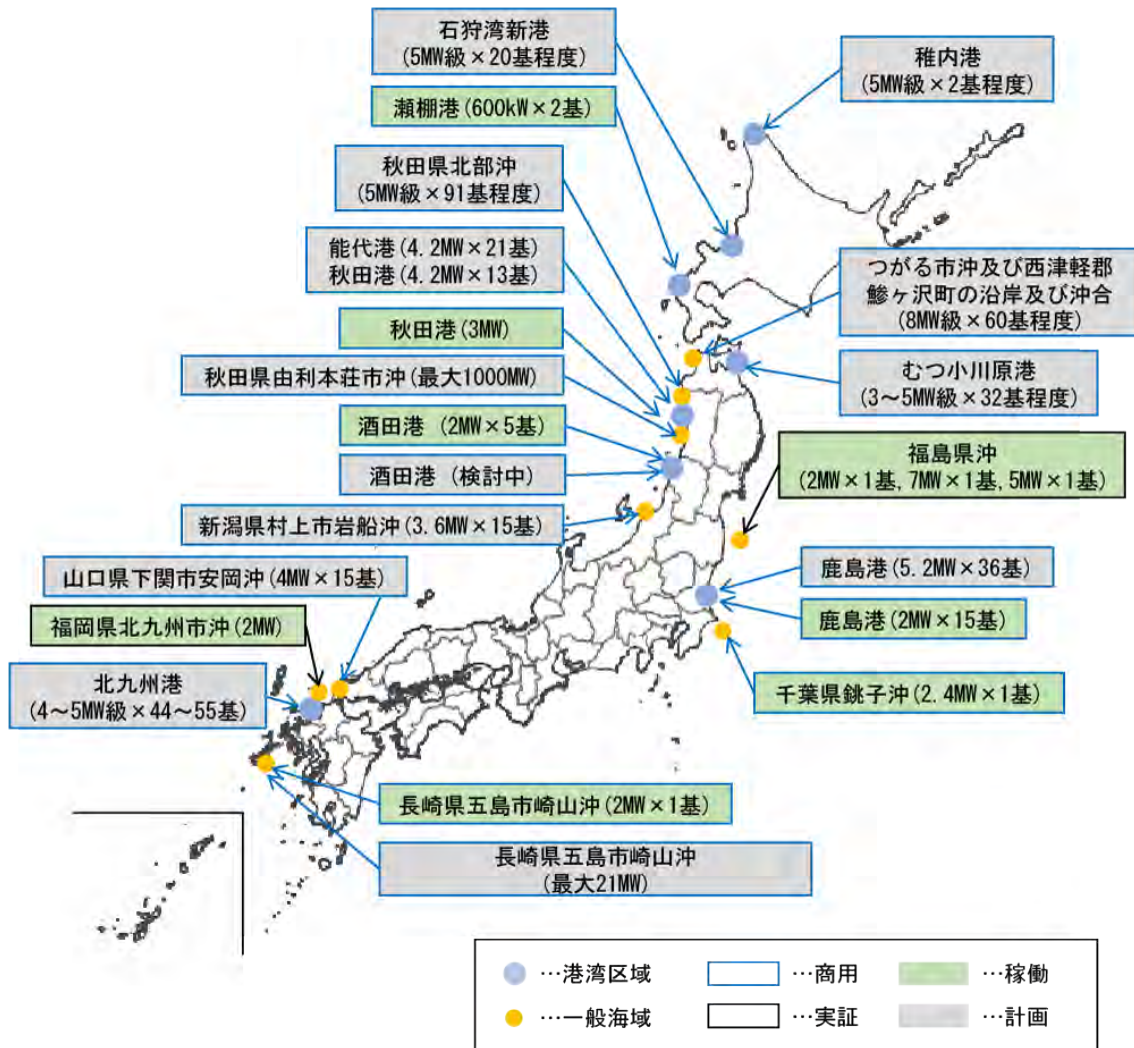 石狩湾新港
(5MW級×20基程度)
稚内港
(5MW級×2基程度)
瀬棚港(600kW×2基)
秋田県北部沖
(5MW級×91基程度)
能代港(4.2MW×21基)
秋田港(4.2MW×13基)
つがる市沖及び西津軽郡
鰺ヶ沢町の沿岸及び沖合
(8MW級×60基程度)
秋田港(3MW)
秋田県由利本荘市沖(最大1000MW)
むつ小川原港
(3～5MW級×32基程度)
酒田港 (2MW×5基)
福島県沖
(2MW×1基,7MW×1基,5MW×1基)
酒田港 (検討中)
新潟県村上市岩船沖(3.6MW×15基)
山口県下関市安岡沖(4MW×15基)
鹿島港(5.2MW×36基)
福岡県北九州市沖(2MW)
鹿島港(2MW×15基)
北九州港
(4～5MW級×44～55基)
千葉県銚子沖(2.4MW×1基)
長崎県五島市崎山沖(2MW×1基)
長崎県五島市崎山沖
(最大21MW)
…港湾区域 …商用 …稼働
…一般海域 …実証 …計画